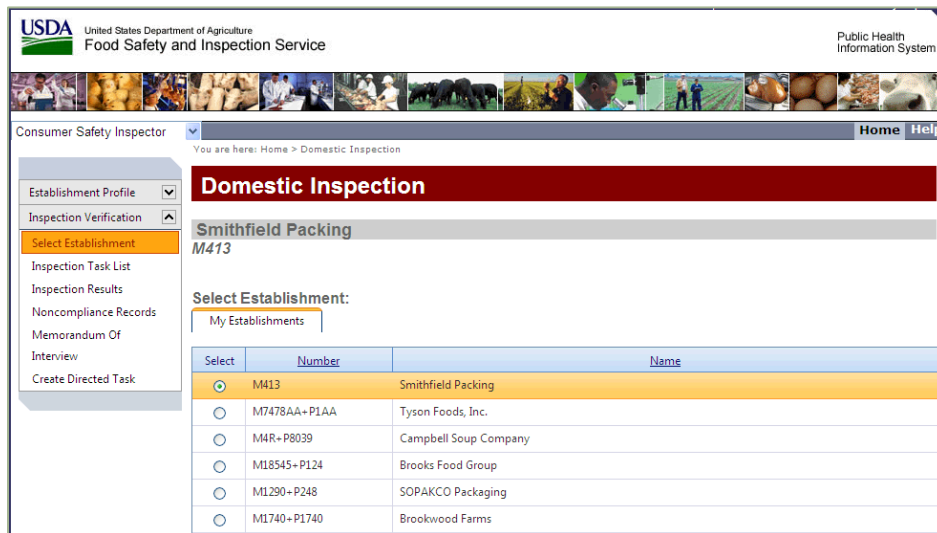 USDA
United States Department of Agriculture
Food Safety and Inspection Service
Public Health
Information System
Consumer Safety Inspector
Home Help
You are here: Home > Domestic Inspection
Establishment Profile
Inspection Verification
Select Establishment
Inspection Task List
Inspection Results
Noncompliance Records
Memorandum Of
Interview
Create Directed Task
Domestic Inspection
Smithfield Packing
M413
Select Establishment:
My Establishments
Select Number Name
M413 Smithfield Packing
M7478AA+P1AA Tyson Foods, Inc.
M4R+P8039 Campbell Soup Company
M18545+P124 Brooks Food Group
M1290+P248 SOPAKCO Packaging
M1740+P1740 Brookwood Farms